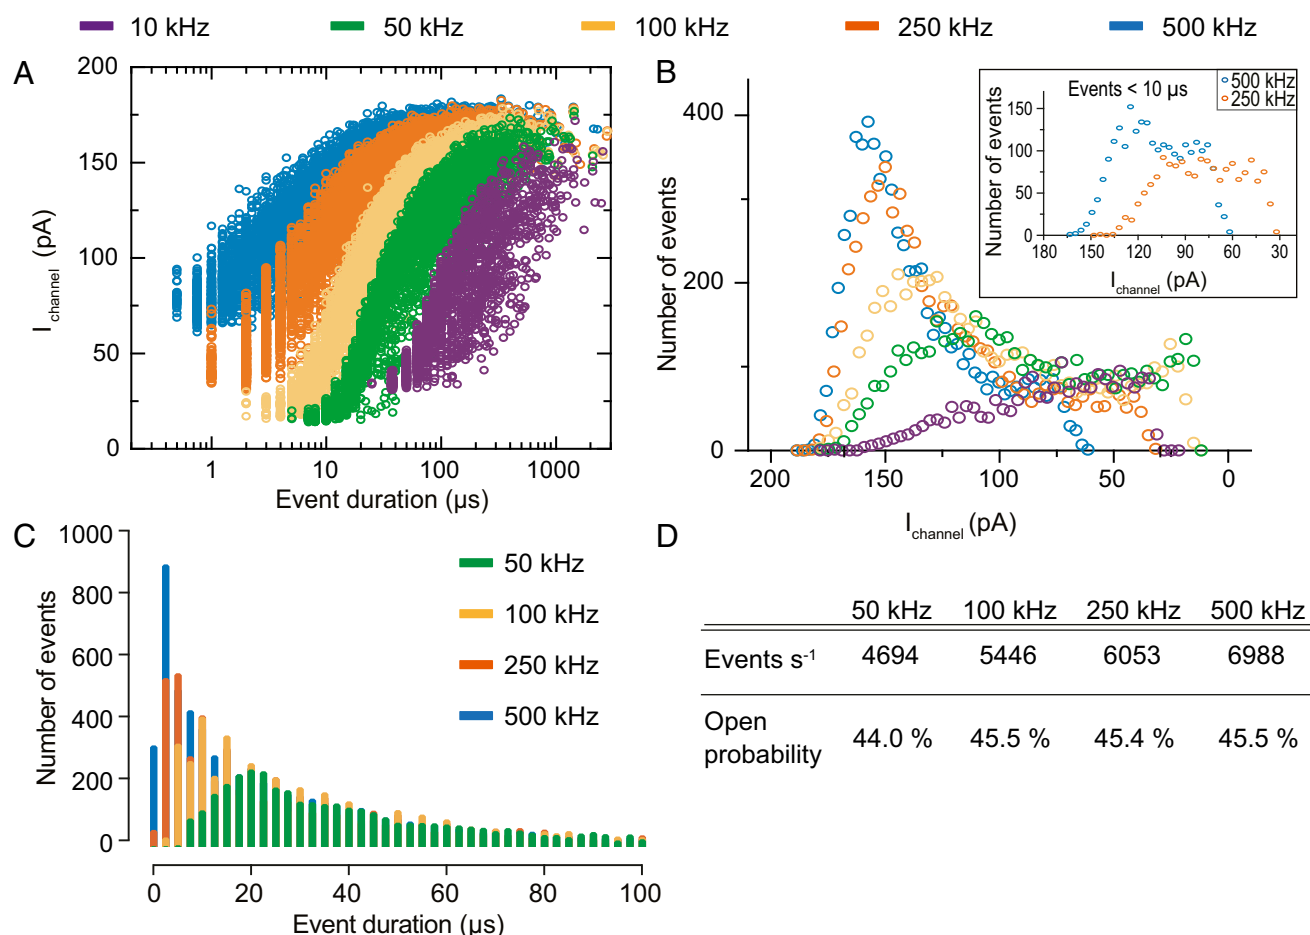 10 kHz 50 kHz 100 kHz 250 kHz 500 kHz
A
200
150
100
50
0
I channel (pA)
1 10 100 1000
Event duration (µs)
B
400
200
0
Number of events
200 150 100 50 0
I channel (pA)
Events < 10 µs
500 kHz
250 kHz
150
100
50
0
Number of events
180 150 120 90 60 30
I channel (pA)
C
1000
800
600
400
200
0
Number of events
50 kHz
100 kHz
250 kHz
500 kHz
0 20 40 60 80 100
Event duration (µs)
D
50 kHz 100 kHz 250 kHz 500 kHz
Events s-1 4694 5446 6053 6988
Open
probability 44.0 % 45.5 % 45.4 % 45.5 %